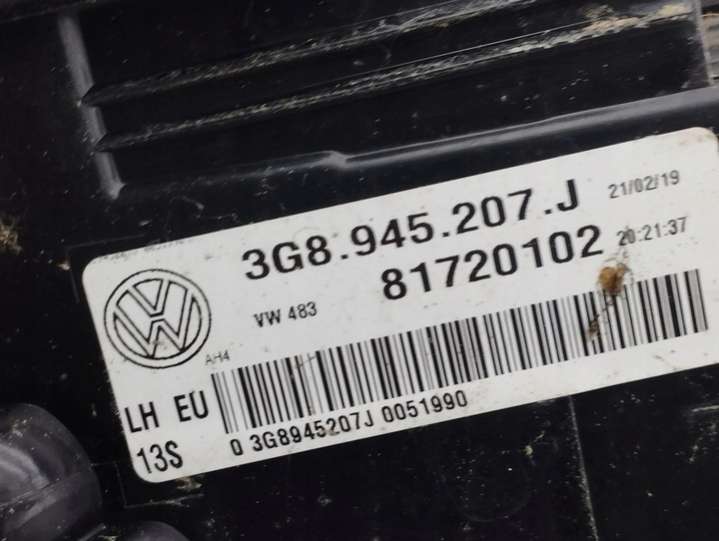 3G8.945.207.J 21/02/19
81720102 20:21:37
VW 483
AH4
LH EU
0 3G8945207J 0051990
13S